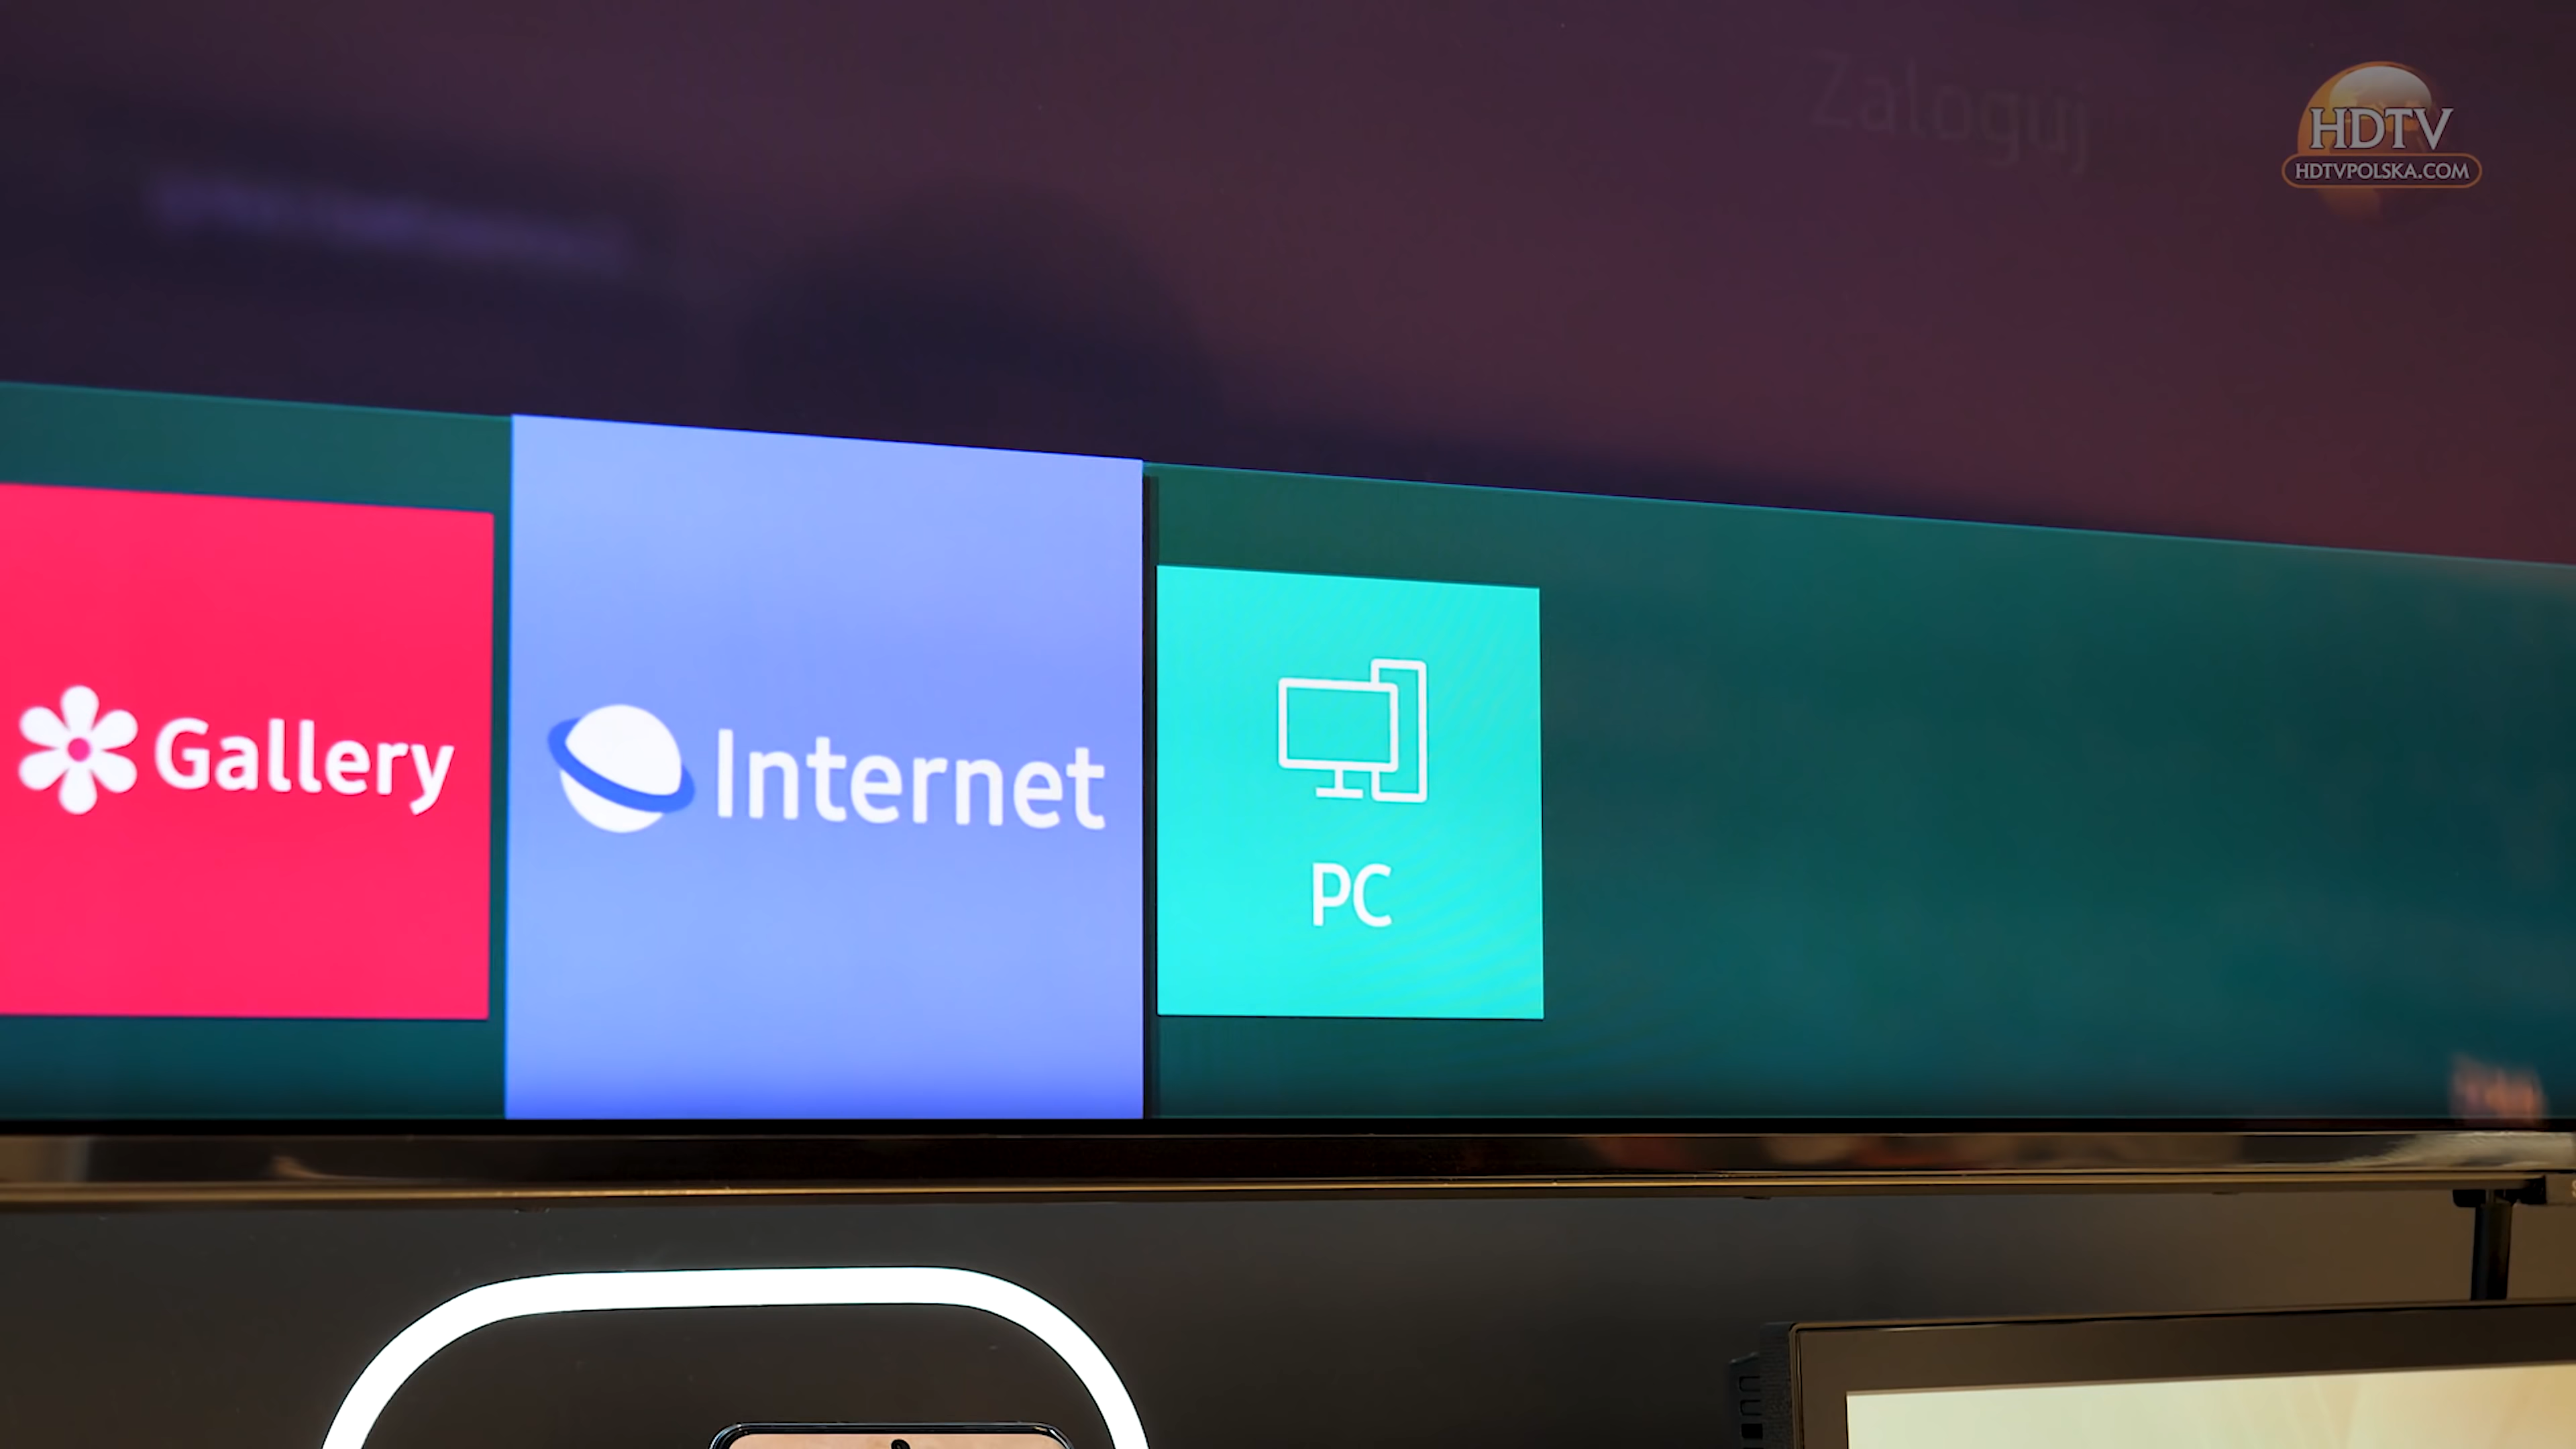 Zaloguj
HDTV
HDTVPOLSKA.COM
Gallery
Internet
PC